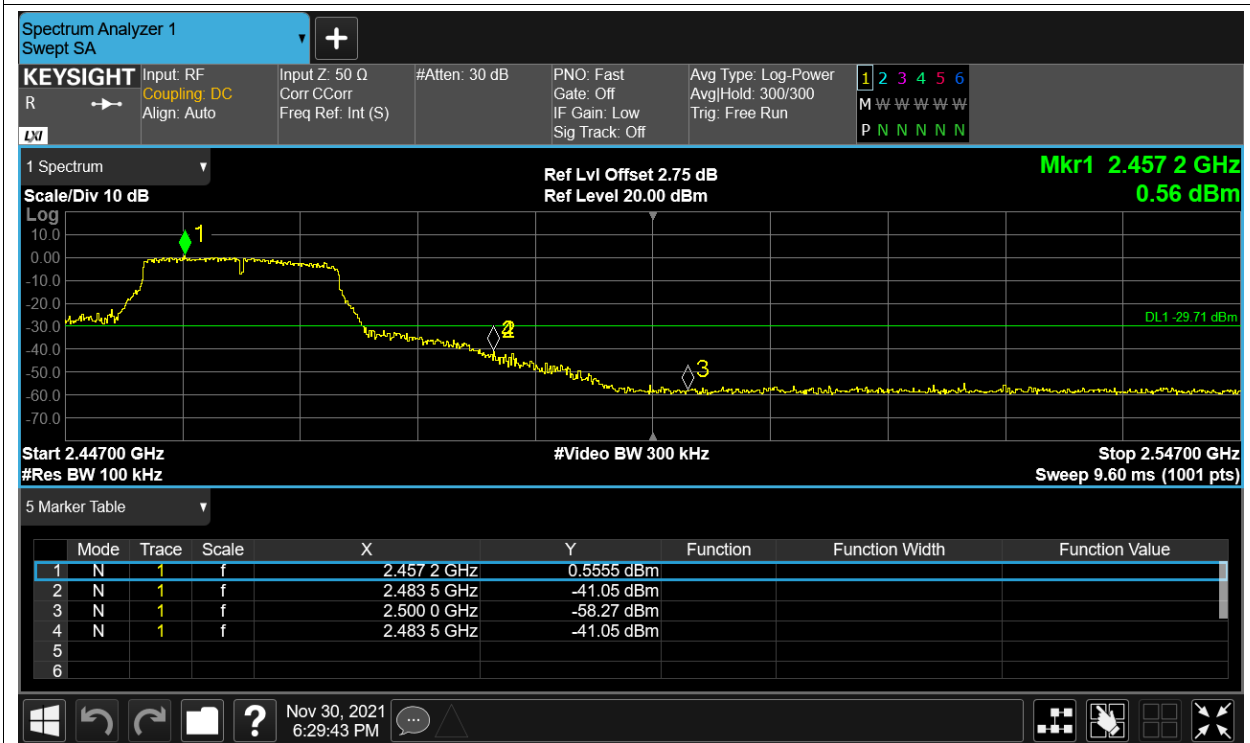 Spectrum Analyzer 1
Swept SA
KEYSIGHT
R
LXI
Input: RF
Coupling: DC
Align: Auto
Input Z: 50 Ω
Corr CCorr
Freq Ref: Int (S)
#Atten: 30 dB
PNO: Fast
Gate: Off
IF Gain: Low
Sig Track: Off
Avg Type: Log-Power
Avg|Hold: 300/300
Trig: Free Run
1 2 3 4 5 6
M W W W W W
P N N N N N
1 Spectrum
Scale/Div 10 dB
Ref Lvl Offset 2.75 dB
Ref Level 20.00 dBm
Mkr1 2.457 2 GHz
0.56 dBm
Log
10.0
0.00
-10.0
-20.0
-30.0
-40.0
-50.0
-60.0
-70.0
1
2
3
DL1 -29.71 dBm
Start 2.44700 GHz
#Res BW 100 kHz
#Video BW 300 kHz
Stop 2.54700 GHz
Sweep 9.60 ms (1001 pts)
5 Marker Table
Mode Trace Scale X Y Function Function Width Function Value
1 N 1 f 2.457 2 GHz 0.5555 dBm
2 N 1 f 2.483 5 GHz -41.05 dBm
3 N 1 f 2.500 0 GHz -58.27 dBm
4 N 1 f 2.483 5 GHz -41.05 dBm
5
6
?
Nov 30, 2021
6:29:43 PM